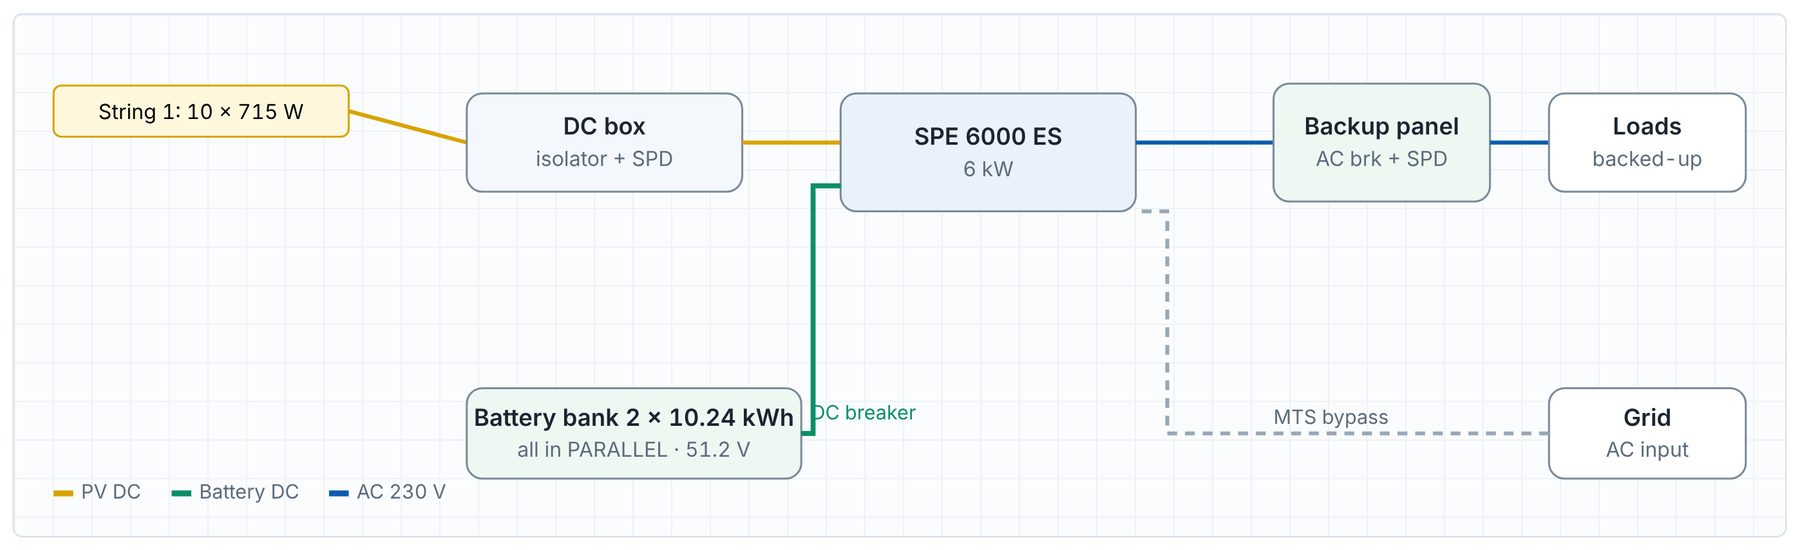 String 1: 10 × 715 W
DC box
isolator + SPD
SPE 6000 ES
6 kW
Backup panel
AC brk + SPD
Loads
backed-up
Battery bank 2 × 10.24 kWh
all in PARALLEL · 51.2 V
DC breaker
MTS bypass
Grid
AC input
PV DC
Battery DC
AC 230 V